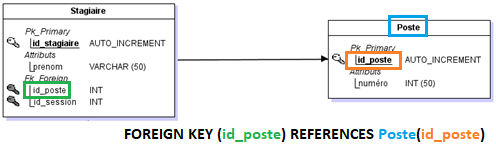 Stagiaire
Pk_Primary
id_stagiaire AUTO_INCREMENT
Attributs
prenom VARCHAR (50)
Pk_Foreign
id_poste INT
id_session INT
Poste
Pk_Primary
id_poste AUTO_INCREMENT
Attributs
numéro INT (50)
FOREIGN KEY (id_poste) REFERENCES Poste(id_poste)